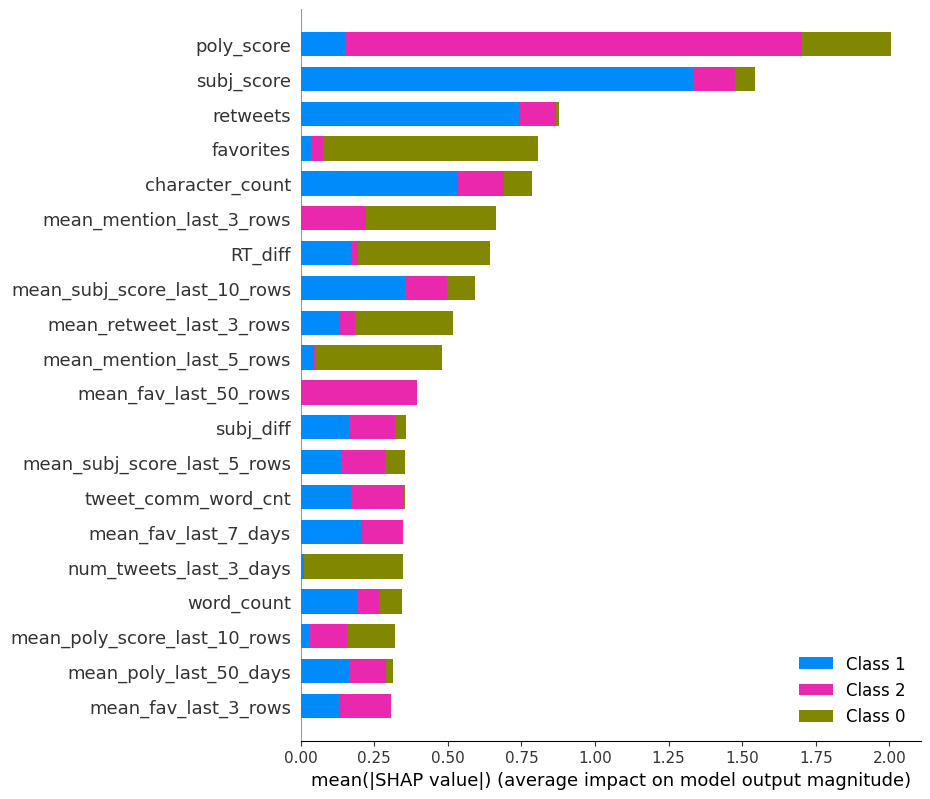 poly_score
subj_score
retweets
favorites
character_count
mean_mention_last_3_rows
RT_diff
mean_subj_score_last_10_rows
mean_retweet_last_3_rows
mean_mention_last_5_rows
mean_fav_last_50_rows
subj_diff
mean_subj_score_last_5_rows
tweet_comm_word_cnt
mean_fav_last_7_days
num_tweets_last_3_days
word_count
mean_poly_score_last_10_rows
mean_poly_last_50_days
mean_fav_last_3_rows
Class 1
Class 2
Class 0
0.00 0.25 0.50 0.75 1.00 1.25 1.50 1.75 2.00
mean(|SHAP value|) (average impact on model output magnitude)